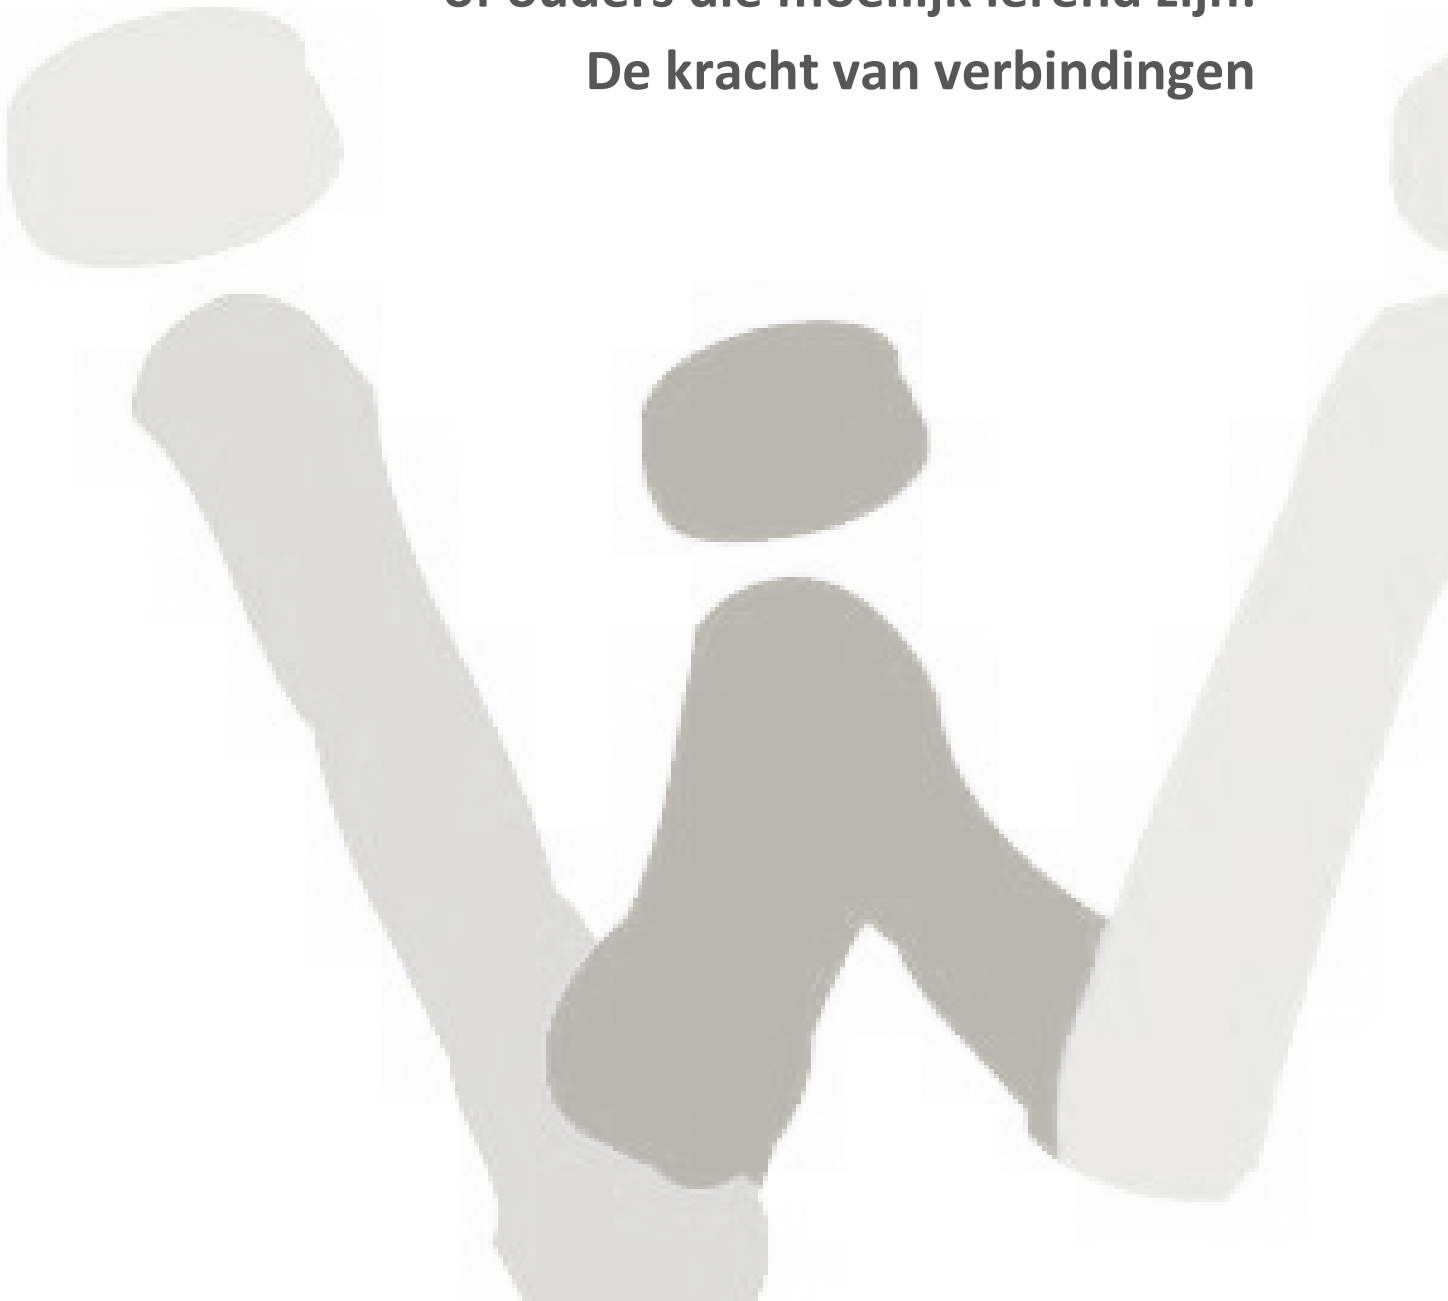 of ouders die moeilijk lerend zijn.
De kracht van verbindingen